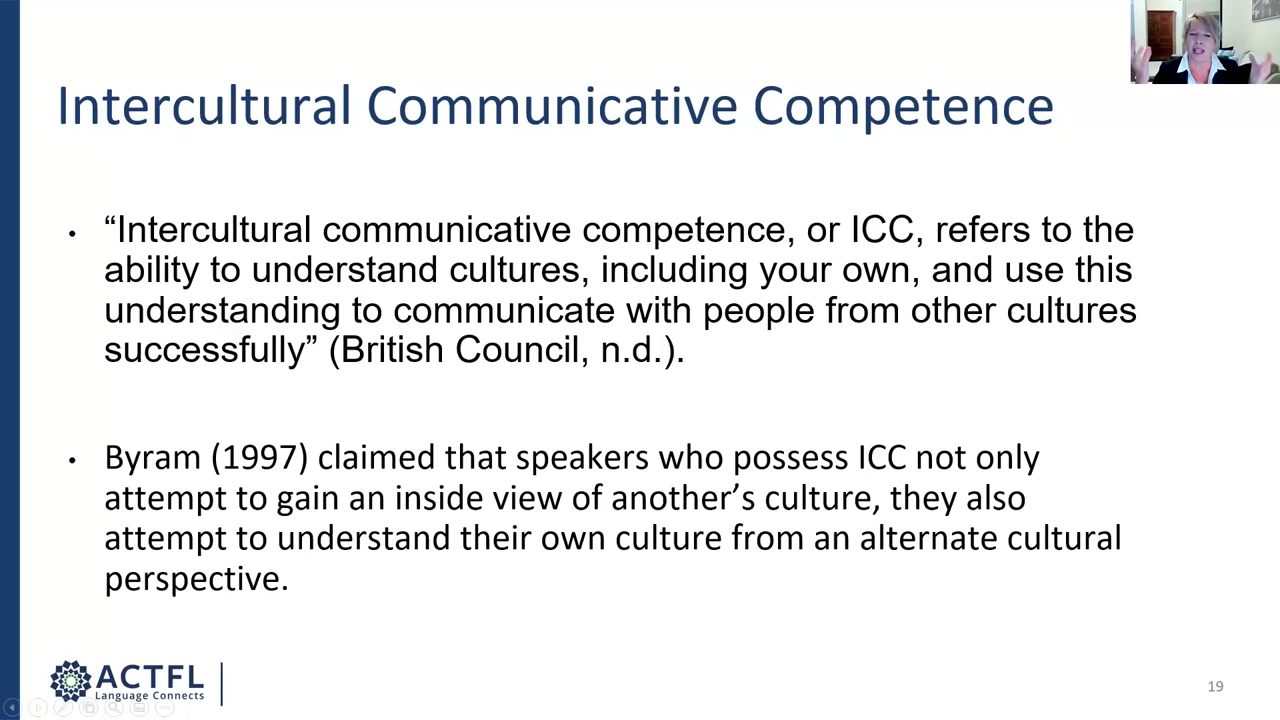 Intercultural Communicative Competence
• “Intercultural communicative competence, or ICC, refers to the
ability to understand cultures, including your own, and use this
understanding to communicate with people from other cultures
successfully” (British Council, n.d.).
• Byram (1997) claimed that speakers who possess ICC not only
attempt to gain an inside view of another’s culture, they also
attempt to understand their own culture from an alternate cultural
perspective.
ACTFL
Language Connects
19